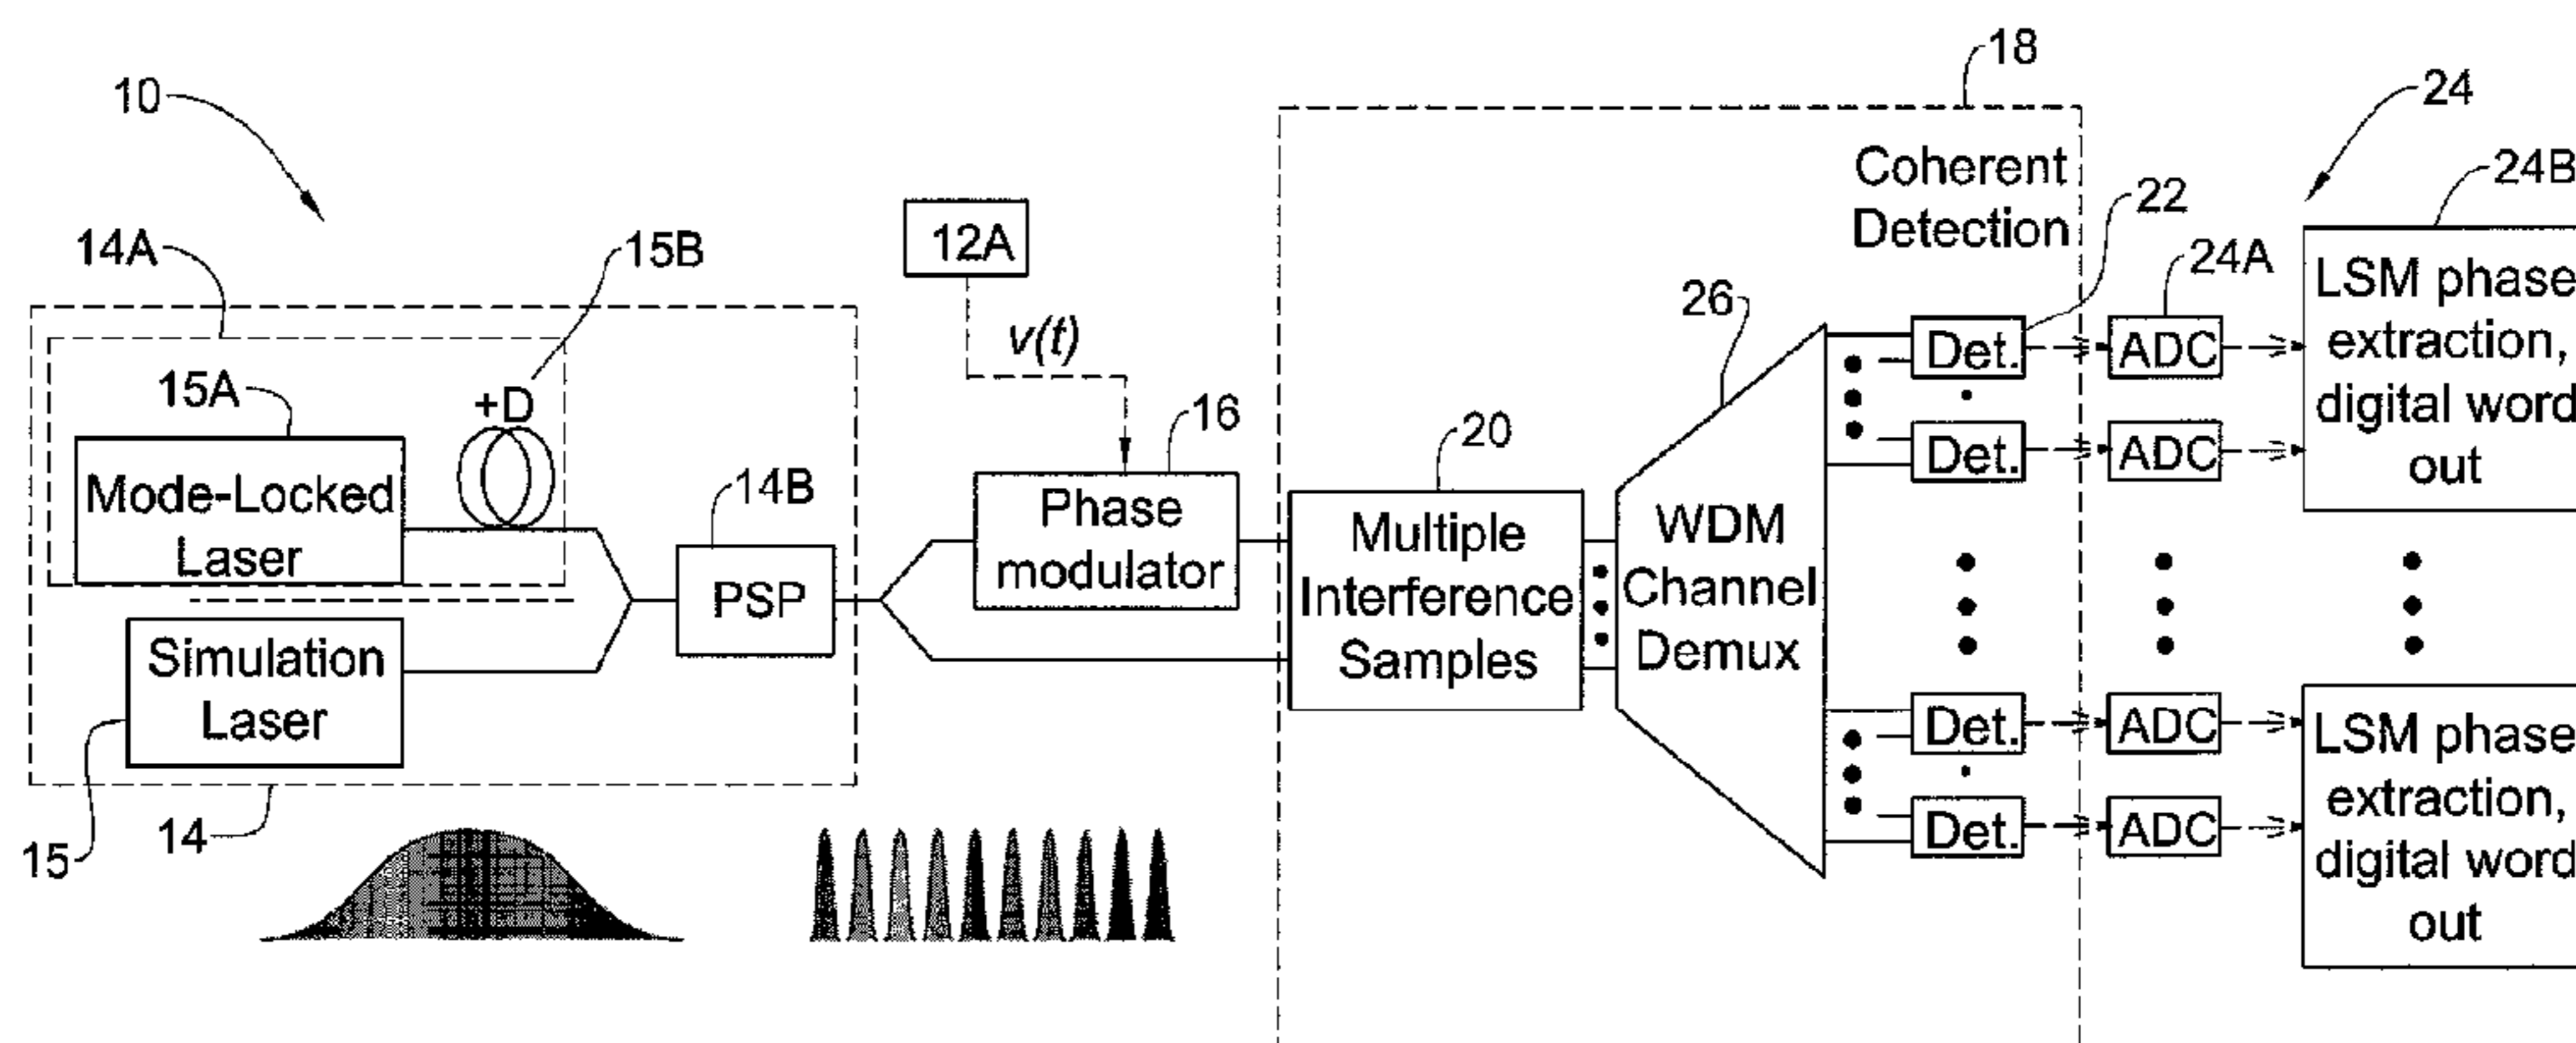 10
18
24
24B
Coherent
Detection
22
14A
15B
12A
24A
LSM phase
extraction,
digital word
out
26
v(t)
Det.
ADC
15A
+D
16
20
Det.
ADC
Mode-Locked
Laser
14B
PSP
Phase
modulator
Multiple
Interference
Samples
WDM
Channel
Demux
Simulation
Laser
Det.
ADC
LSM phase
extraction,
digital word
out
Det.
ADC
15
14